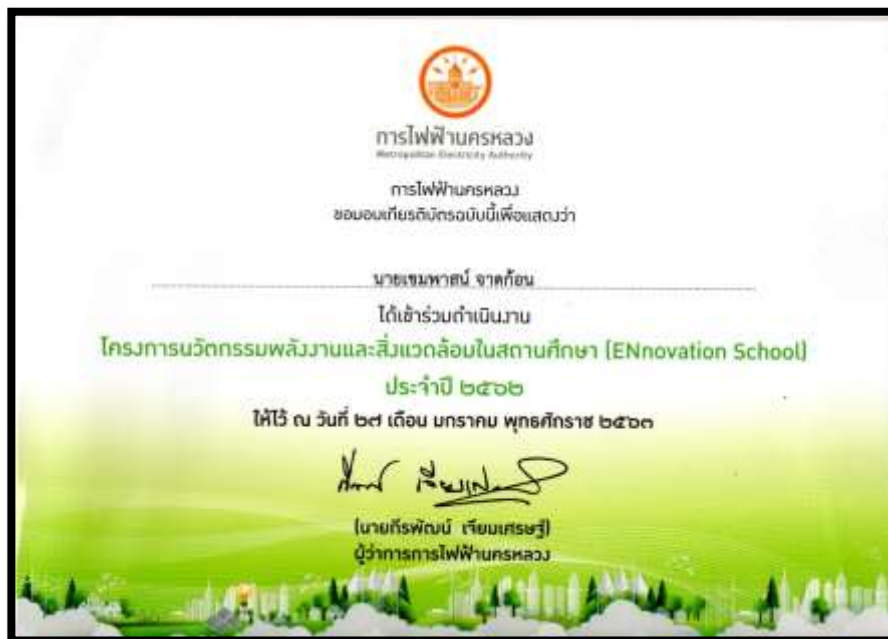 การไฟฟ้านครหลวง
Metropolitan Electricity Authority
การไฟฟ้านครหลวง
ขอมอบเกียรติบัตรฉบับนี้เพื่อแสดงว่า
นายเขมพาสน์ จาดก้อน
ได้เข้าร่วมดำเนินงาน
โครงการนวัตกรรมพลังงานและสิ่งแวดล้อมในสถานศึกษา (ENnovation School)
ประจำปี ๒๕๖๒
ให้ไว้ ณ วันที่ ๒๗ เดือน มกราคม พุทธศักราช ๒๕๖๓
(นายกีรพัฒน์ เจียมเศรษฐ์)
ผู้ว่าการการไฟฟ้านครหลวง